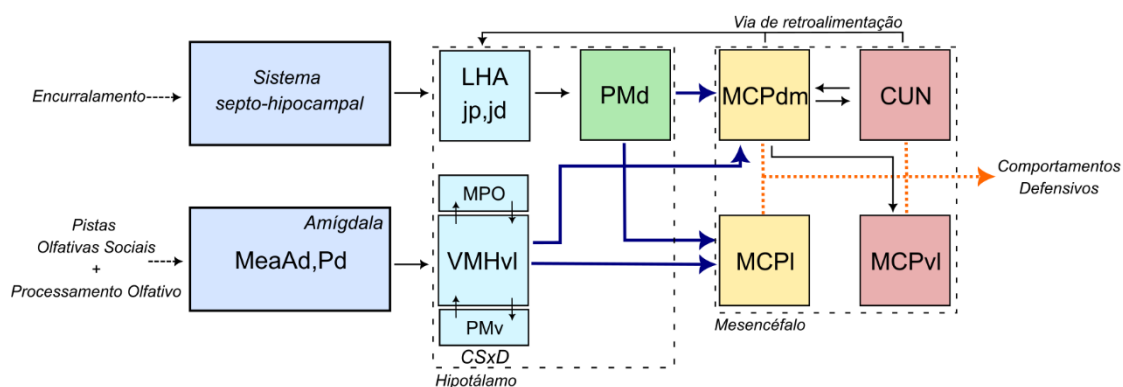 Via de retroalimentação
Encurralamento
Sistema
septo-hipocampal
LHA
jp,jd
PMd
MCPdm
CUN
Comportamentos
Defensivos
Pistas
Olfativas Sociais
+
Processamento Olfativo
Amígdala
MeaAd,Pd
MPO
VMHvl
PMv
CSxD
Hipotálamo
MCPl
MCPvl
Mesencéfalo